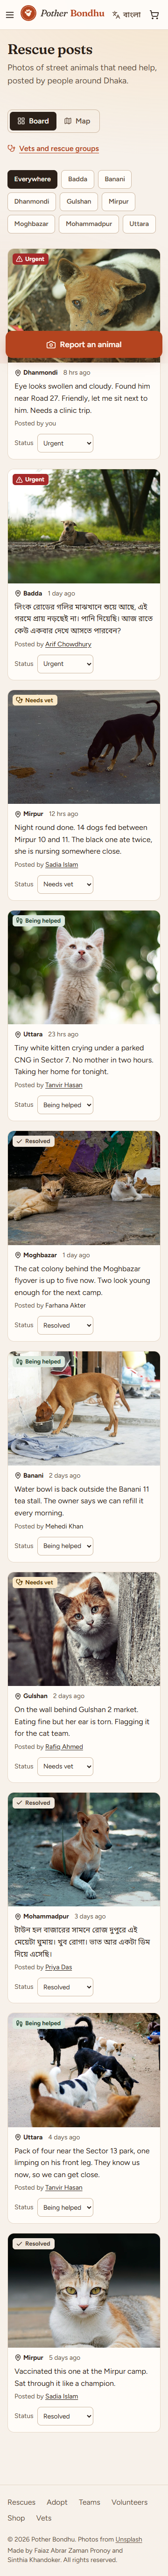 Pother Bondhu
বাংলা
Rescue posts
Photos of street animals that need help,
posted by people around Dhaka.
Board
Map
Vets and rescue groups
Everywhere
Badda
Banani
Dhanmondi
Gulshan
Mirpur
Moghbazar
Mohammadpur
Uttara
Urgent
Report an animal
Dhanmondi 8 hrs ago
Eye looks swollen and cloudy. Found him
near Road 27. Friendly, let me sit next to
him. Needs a clinic trip.
Posted by you
Status Urgent
Urgent
Badda 1 day ago
লিংক রোডের গলির মাঝখানে শুয়ে আছে, এই
গরমে প্রায় নড়ছেই না। পানি দিয়েছি। আজ রাতে
কেউ একবার দেখে আসতে পারবেন?
Posted by Arif Chowdhury
Status Urgent
Needs vet
Mirpur 12 hrs ago
Night round done. 14 dogs fed between
Mirpur 10 and 11. The black one ate twice,
she is nursing somewhere close.
Posted by Sadia Islam
Status Needs vet
Being helped
Uttara 23 hrs ago
Tiny white kitten crying under a parked
CNG in Sector 7. No mother in two hours.
Taking her home for tonight.
Posted by Tanvir Hasan
Status Being helped
Resolved
Moghbazar 1 day ago
The cat colony behind the Moghbazar
flyover is up to five now. Two look young
enough for the next camp.
Posted by Farhana Akter
Status Resolved
Being helped
Banani 2 days ago
Water bowl is back outside the Banani 11
tea stall. The owner says we can refill it
every morning.
Posted by Mehedi Khan
Status Being helped
Needs vet
Gulshan 2 days ago
On the wall behind Gulshan 2 market.
Eating fine but her ear is torn. Flagging it
for the cat team.
Posted by Rafiq Ahmed
Status Needs vet
Resolved
Mohammadpur 3 days ago
টাউন হল বাজারের সামনে রোজ দুপুরে এই
মেয়েটা ঘুমায়। খুব রোগা। ভাত আর একটা ডিম
দিয়ে এসেছি।
Posted by Priya Das
Status Resolved
Being helped
Uttara 4 days ago
Pack of four near the Sector 13 park, one
limping on his front leg. They know us
now, so we can get close.
Posted by Tanvir Hasan
Status Being helped
Resolved
Mirpur 5 days ago
Vaccinated this one at the Mirpur camp.
Sat through it like a champion.
Posted by Sadia Islam
Status Resolved
Rescues Adopt Teams Volunteers
Shop Vets
© 2026 Pother Bondhu. Photos from Unsplash
Made by Faiaz Abrar Zaman Pronoy and
Sinthia Khandoker. All rights reserved.